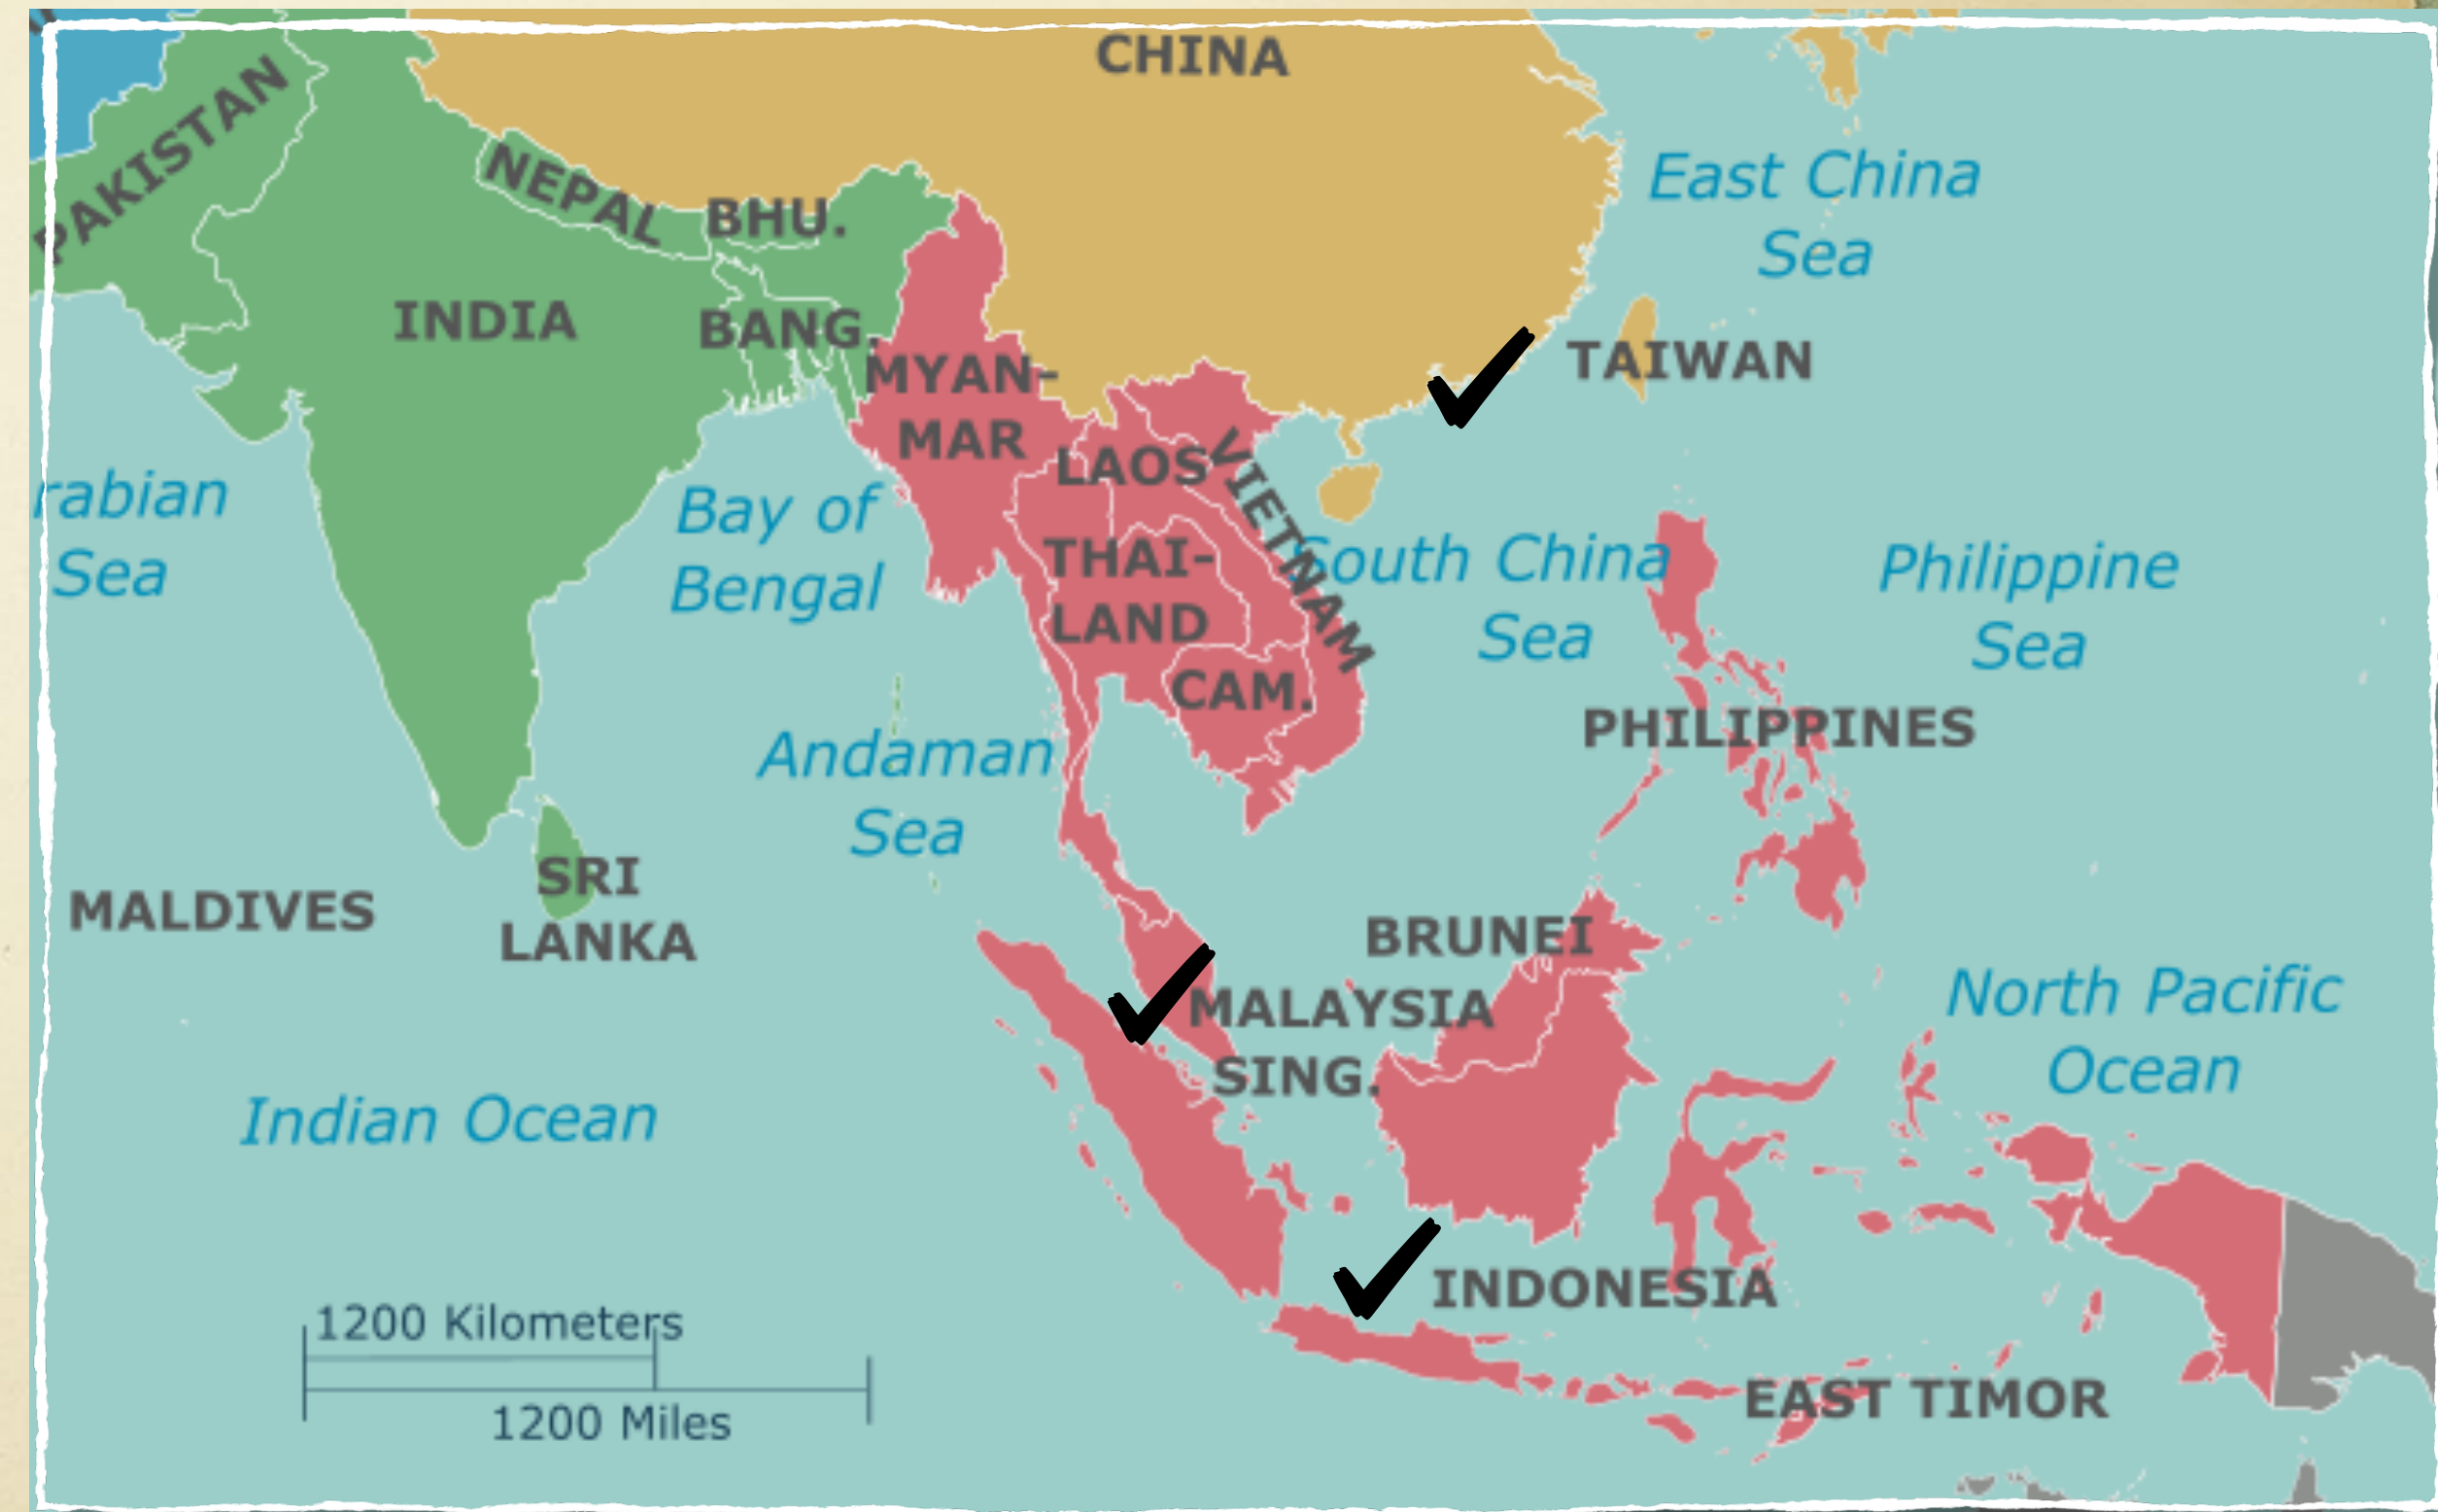 CHINA
PAKISTAN
NEPAL
BHU.
East China
Sea
INDIA
BANG.
TAIWAN
MYAN-
MAR
LAOS
VIETNAM
rabian
Sea
Bay of
Bengal
THAI-
LAND
South China
Sea
Philippine
Sea
CAM.
PHILIPPINES
Andaman
Sea
SRI
LANKA
MALDIVES
BRUNEI
MALAYSIA
SING.
North Pacific
Ocean
Indian Ocean
INDONESIA
1200 Kilometers
1200 Miles
EAST TIMOR